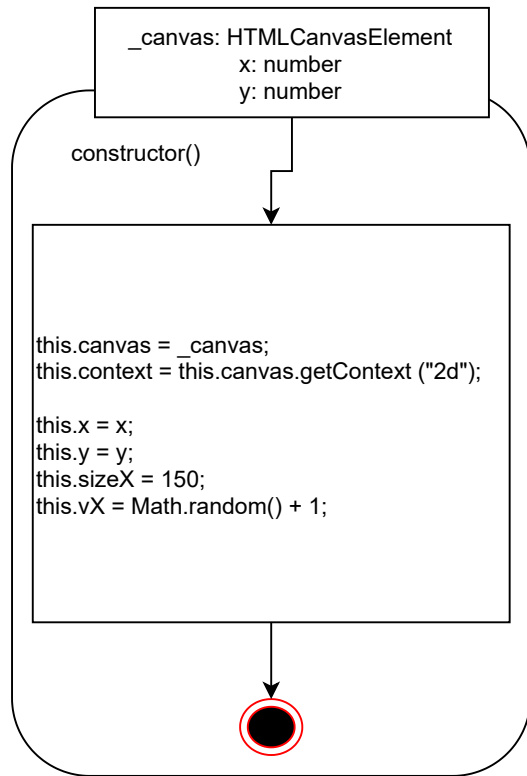 _canvas: HTMLCanvasElement
x: number
y: number
constructor()
this.canvas = _canvas;
this.context = this.canvas.getContext ("2d");
this.x = x;
this.y = y;
this.sizeX = 150;
this.vX = Math.random() + 1;